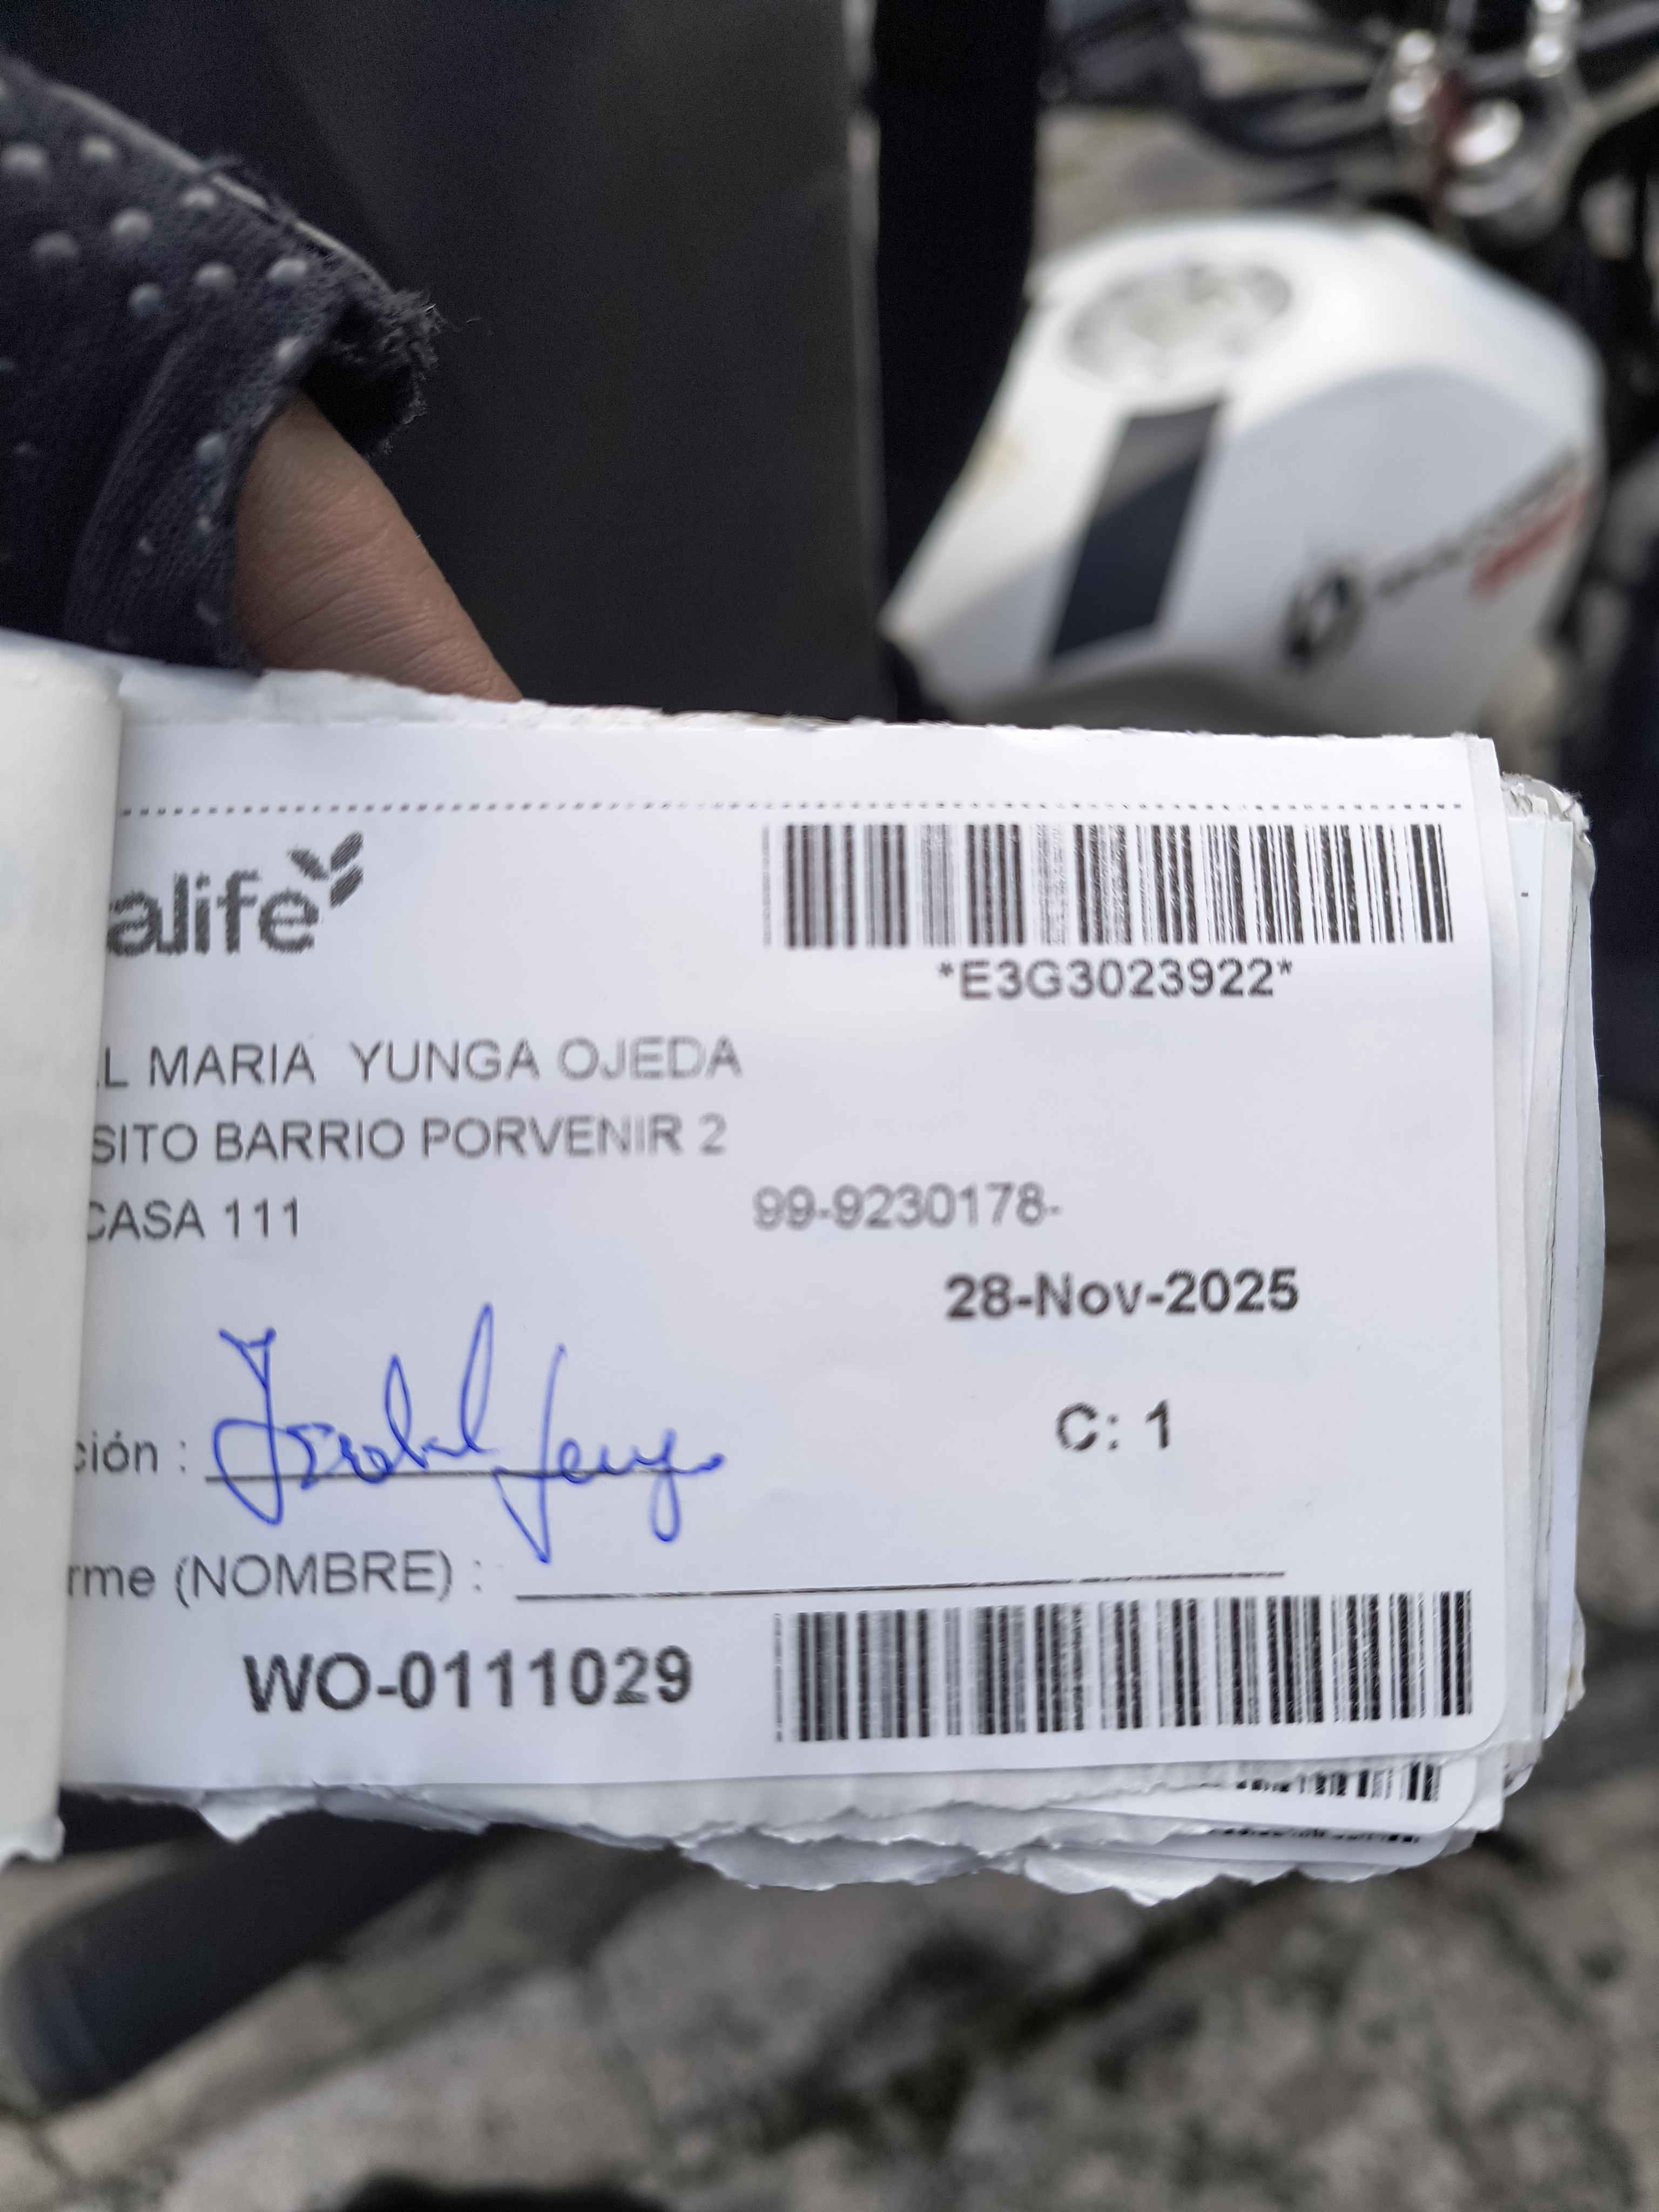 alife
*E3G3023922*
L MARIA YUNGA OJEDA
SITO BARRIO PORVENIR 2
CASA 111
99-9230178-
28-Nov-2025
ción :
C: 1
rme (NOMBRE) :
WO-0111029